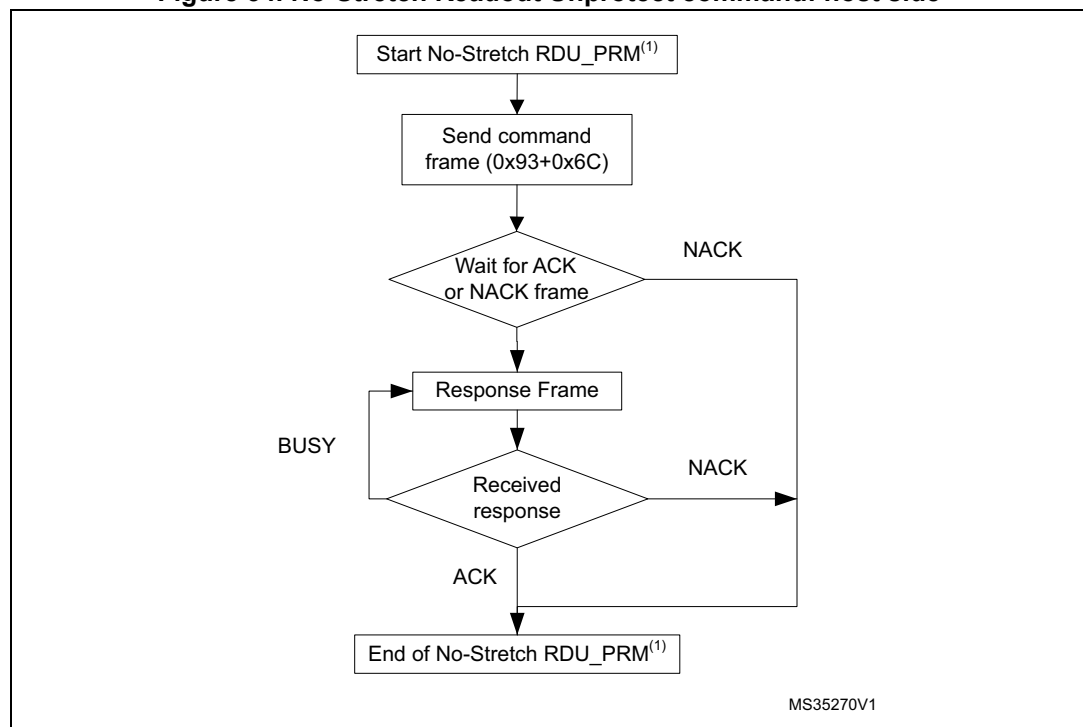 Start No-Stretch RDU_PRM(1)
Send command
frame (0x93+0x6C)
NACK
Wait for ACK
or NACK frame
Response Frame
BUSY
NACK
Received
response
ACK
End of No-Stretch RDU_PRM(1)
MS35270V1